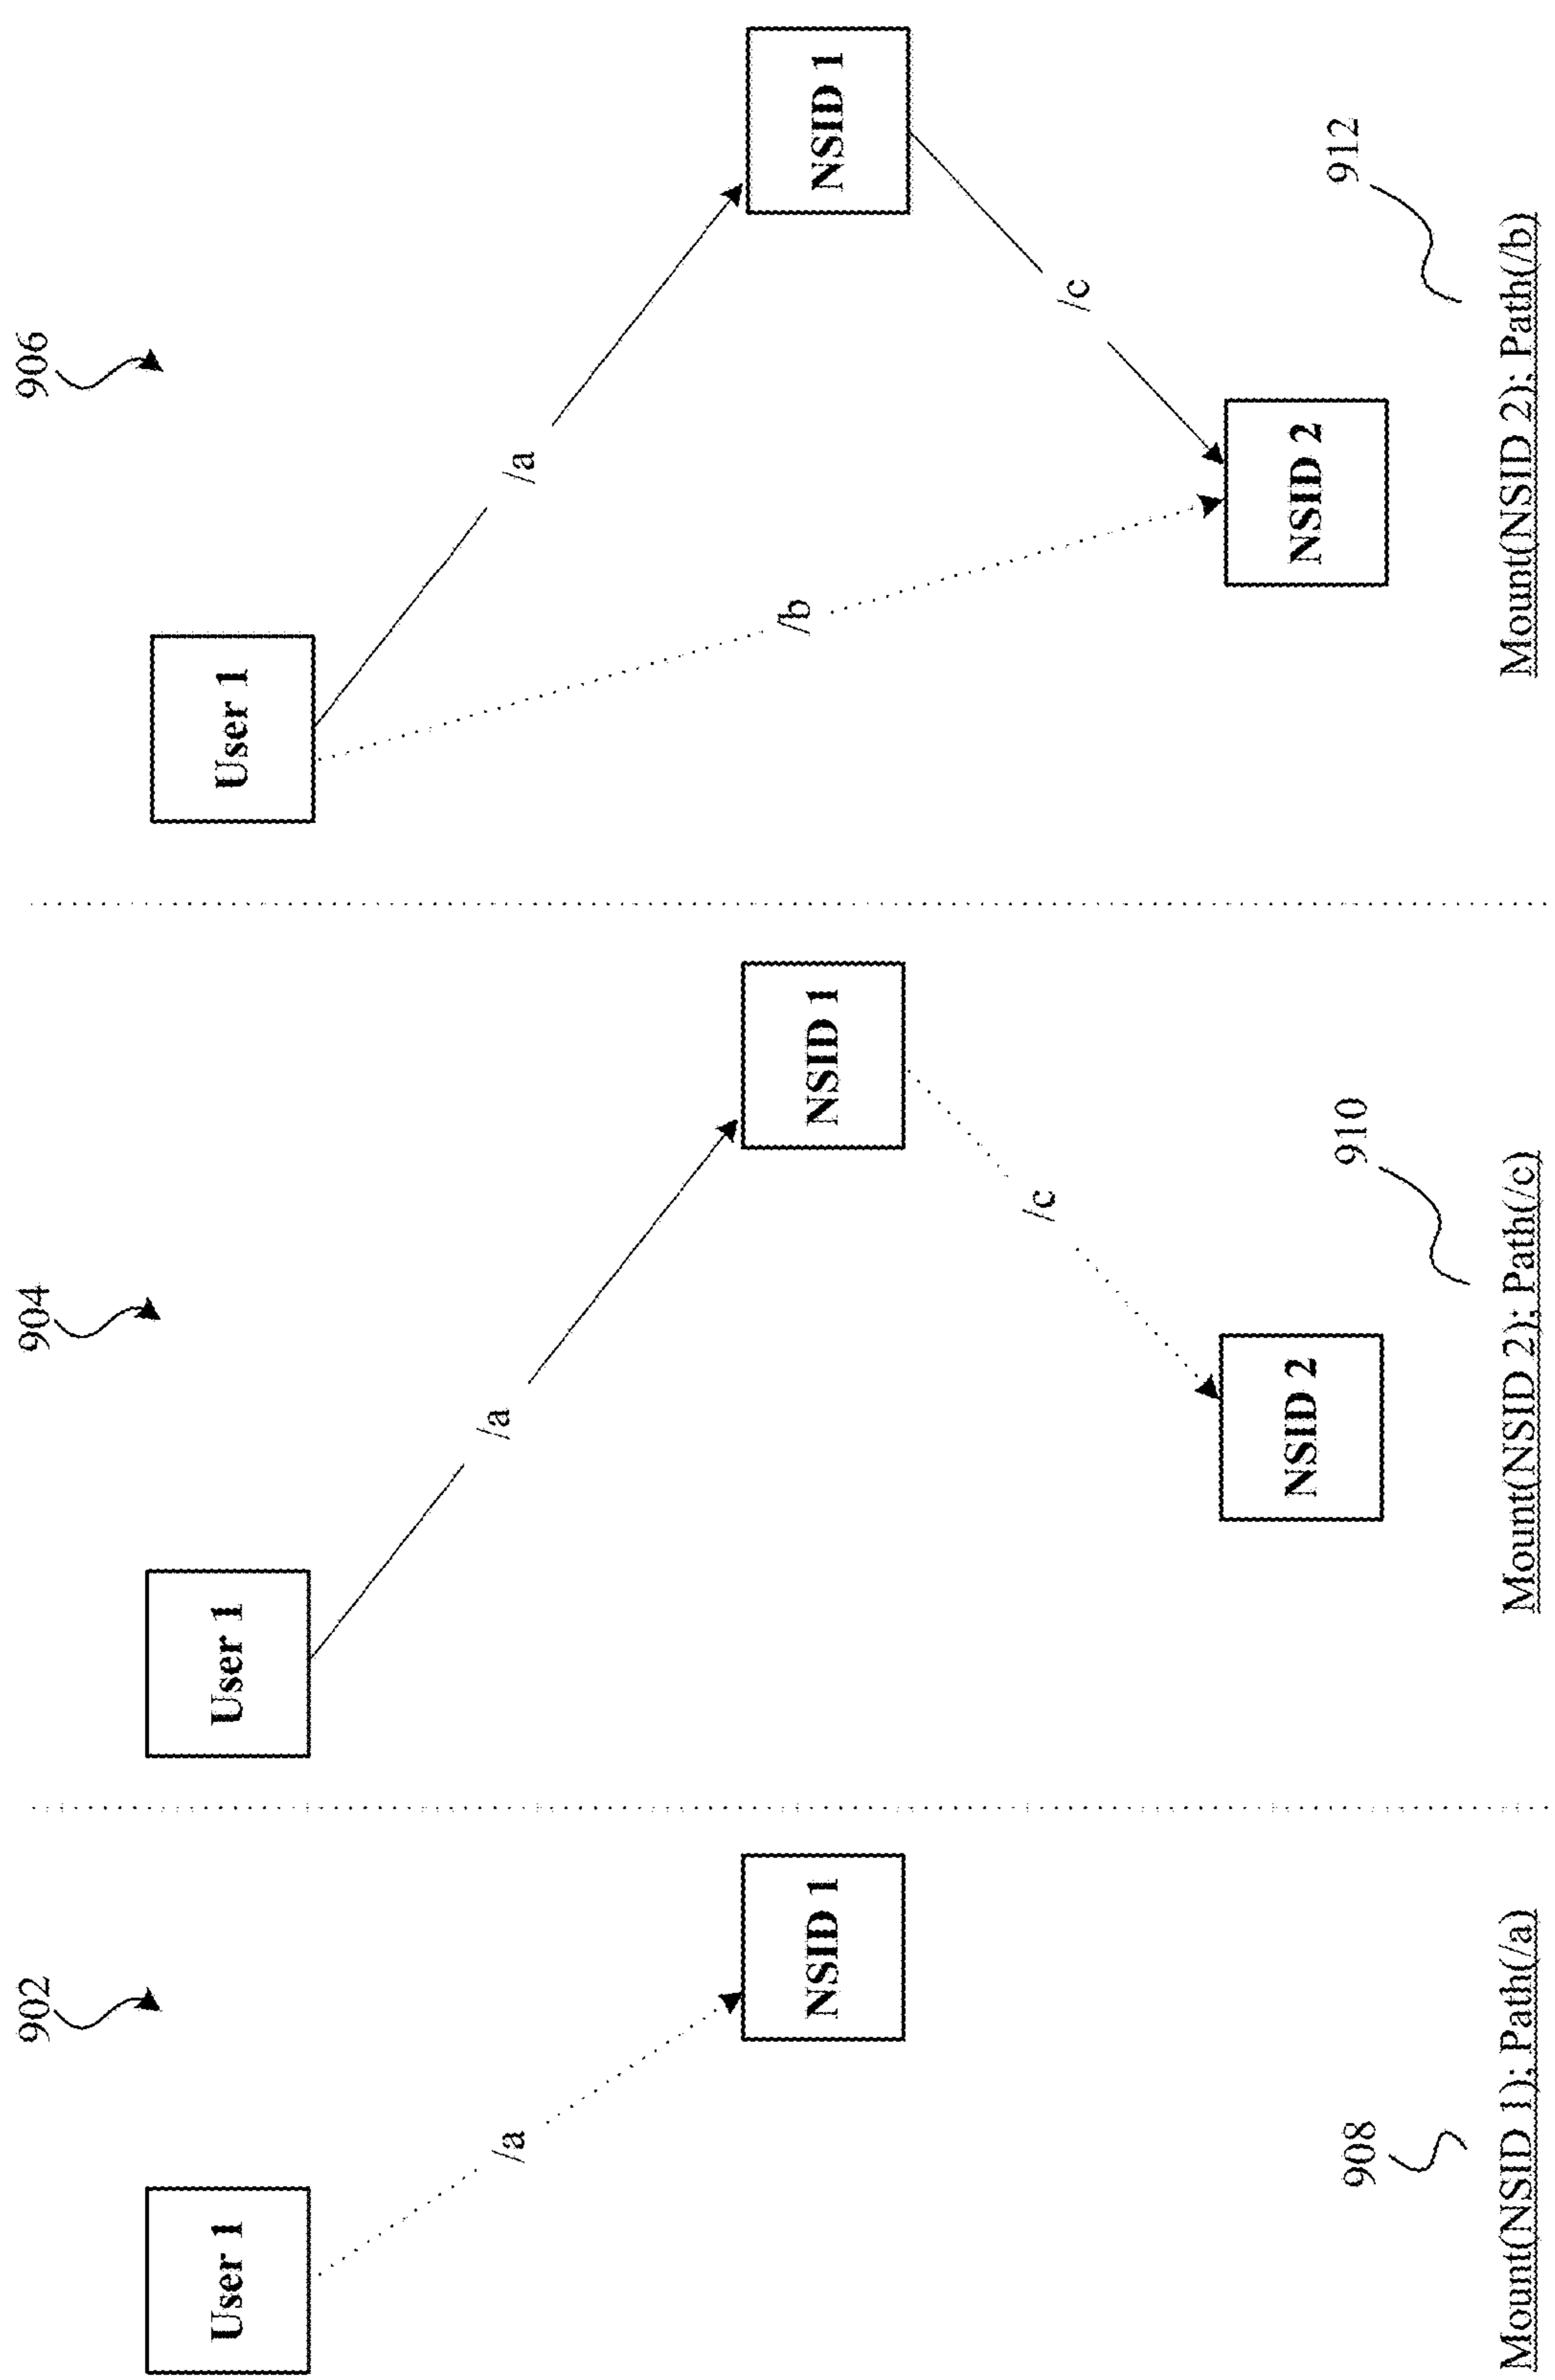 902
User 1
/a
NSID 1
908
Mount(NSID 1); Path(/a)
904
User 1
/a
NSID 1
/c
NSID 2
910
Mount(NSID 2); Path(/c)
906
User 1
/a
NSID 1
/b
/c
NSID 2
912
Mount(NSID 2); Path(/b)